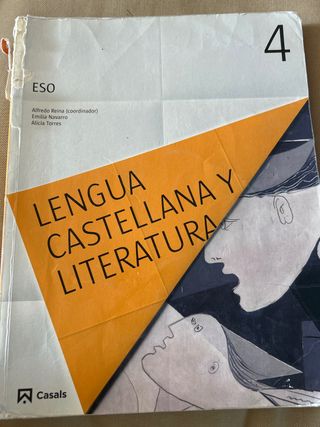 4
ESO
Alfredo Reina (coordinador)
Emilia Navarro
Alicia Torres
LENGUA
CASTELLANA Y
LITERATURA
Casals